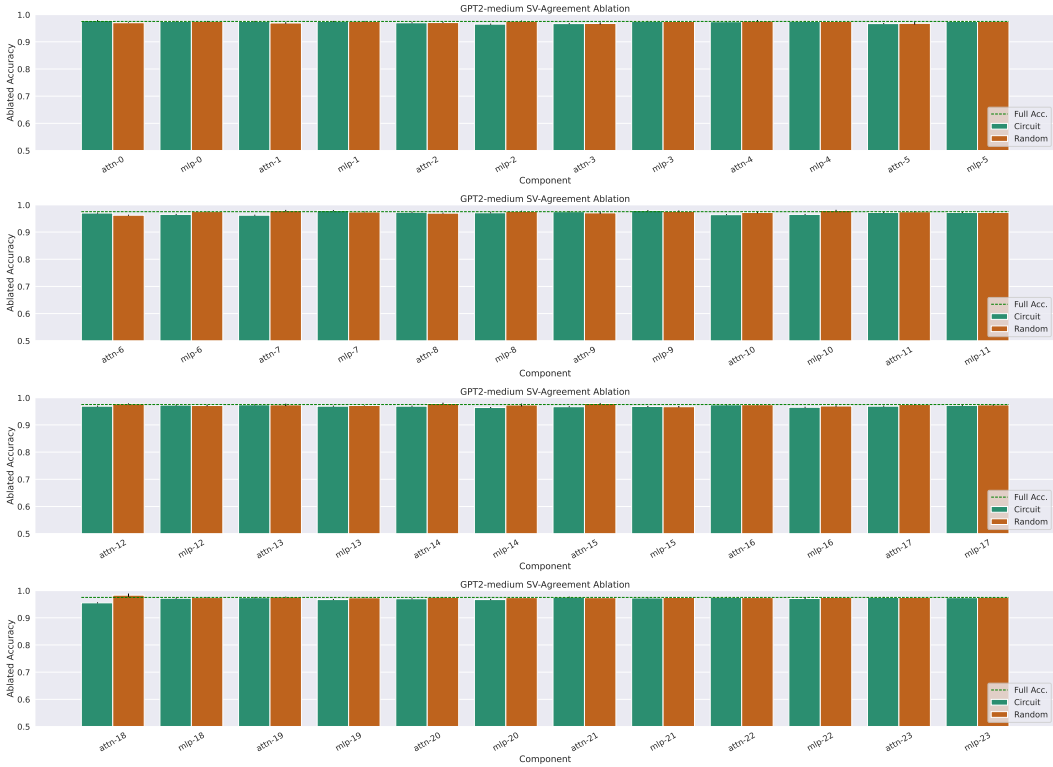 GPT2-medium SV-Agreement Ablation
Ablated Accuracy
1.0
0.9
0.8
0.7
0.6
0.5
Full Acc.
Circuit
Random
attn-0 mlp-0 attn-1 mlp-1 attn-2 mlp-2 attn-3 mlp-3 attn-4 mlp-4 attn-5 mlp-5
Component
GPT2-medium SV-Agreement Ablation
Ablated Accuracy
1.0
0.9
0.8
0.7
0.6
0.5
Full Acc.
Circuit
Random
attn-6 mlp-6 attn-7 mlp-7 attn-8 mlp-8 attn-9 mlp-9 attn-10 mlp-10 attn-11 mlp-11
Component
GPT2-medium SV-Agreement Ablation
Ablated Accuracy
1.0
0.9
0.8
0.7
0.6
0.5
Full Acc.
Circuit
Random
attn-12 mlp-12 attn-13 mlp-13 attn-14 mlp-14 attn-15 mlp-15 attn-16 mlp-16 attn-17 mlp-17
Component
GPT2-medium SV-Agreement Ablation
Ablated Accuracy
1.0
0.9
0.8
0.7
0.6
0.5
Full Acc.
Circuit
Random
attn-18 mlp-18 attn-19 mlp-19 attn-20 mlp-20 attn-21 mlp-21 attn-22 mlp-22 attn-23 mlp-23
Component